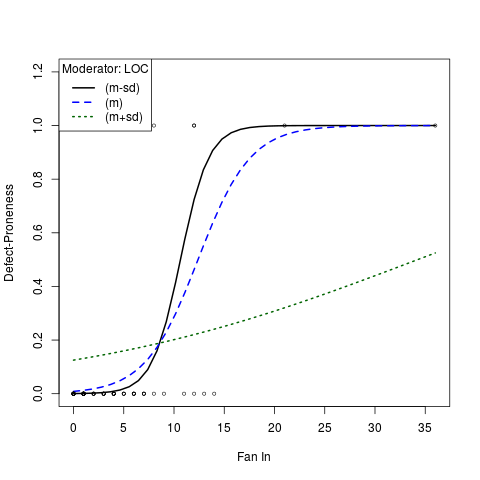 Moderator: LOC
(m-sd)
(m)
(m+sd)
Defect-Proneness
1.2
1.0
0.8
0.6
0.4
0.2
0.0
0 5 10 15 20 25 30 35
Fan In